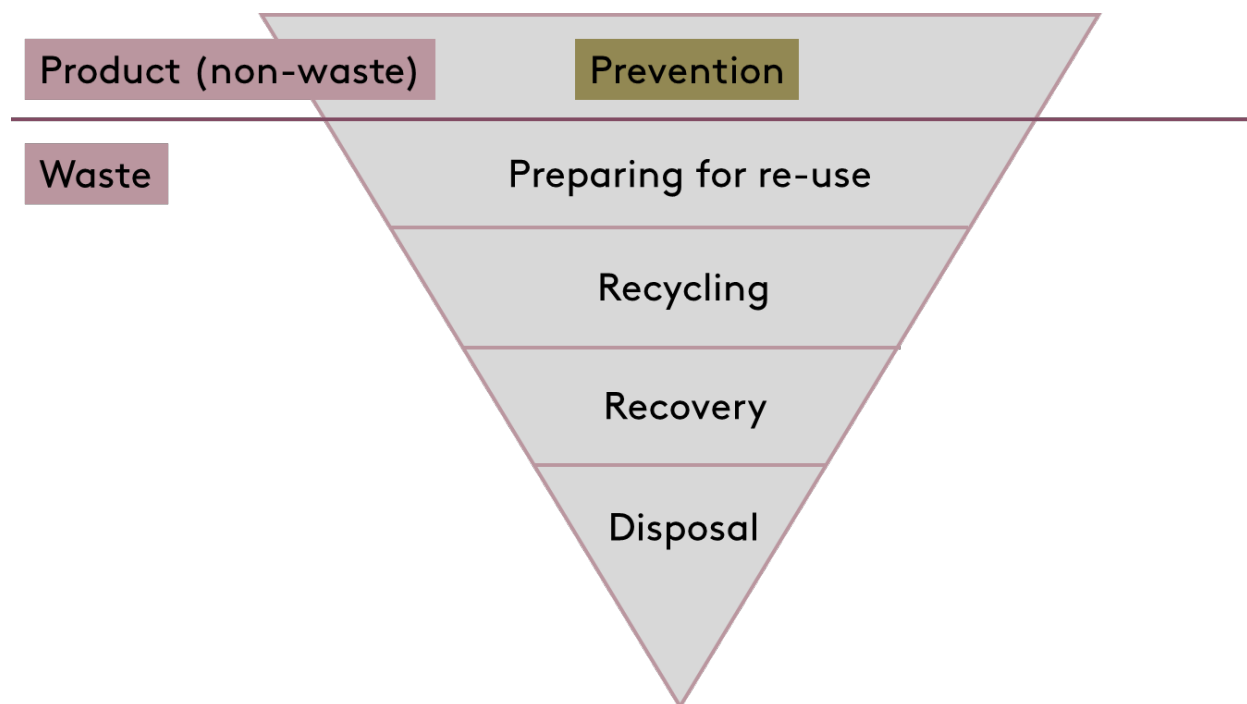 Product (non-waste)
Prevention
Waste
Preparing for re-use
Recycling
Recovery
Disposal